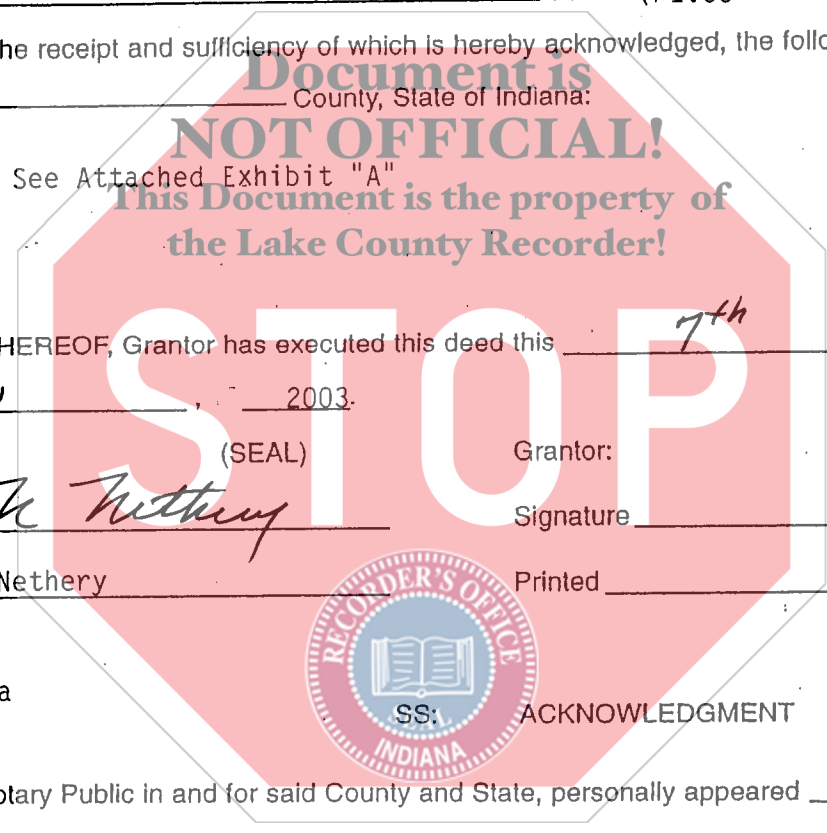 he receipt and sufficiency of which is hereby acknowledged, the follo
Document is
County, State of Indiana:
NOT OFFICIAL!
See Attached Exhibit "A"
This Document is the property of
the Lake County Recorder!
STOP
HEREOF, Grantor has executed this deed this 7th
, 2003.
(SEAL) Grantor:
Nethery Signature
Nethery Printed
RECORDER'S OFFICE
a
SS: ACKNOWLEDGMENT
SEAL
INDIANA
otary Public in and for said County and State, personally appeared